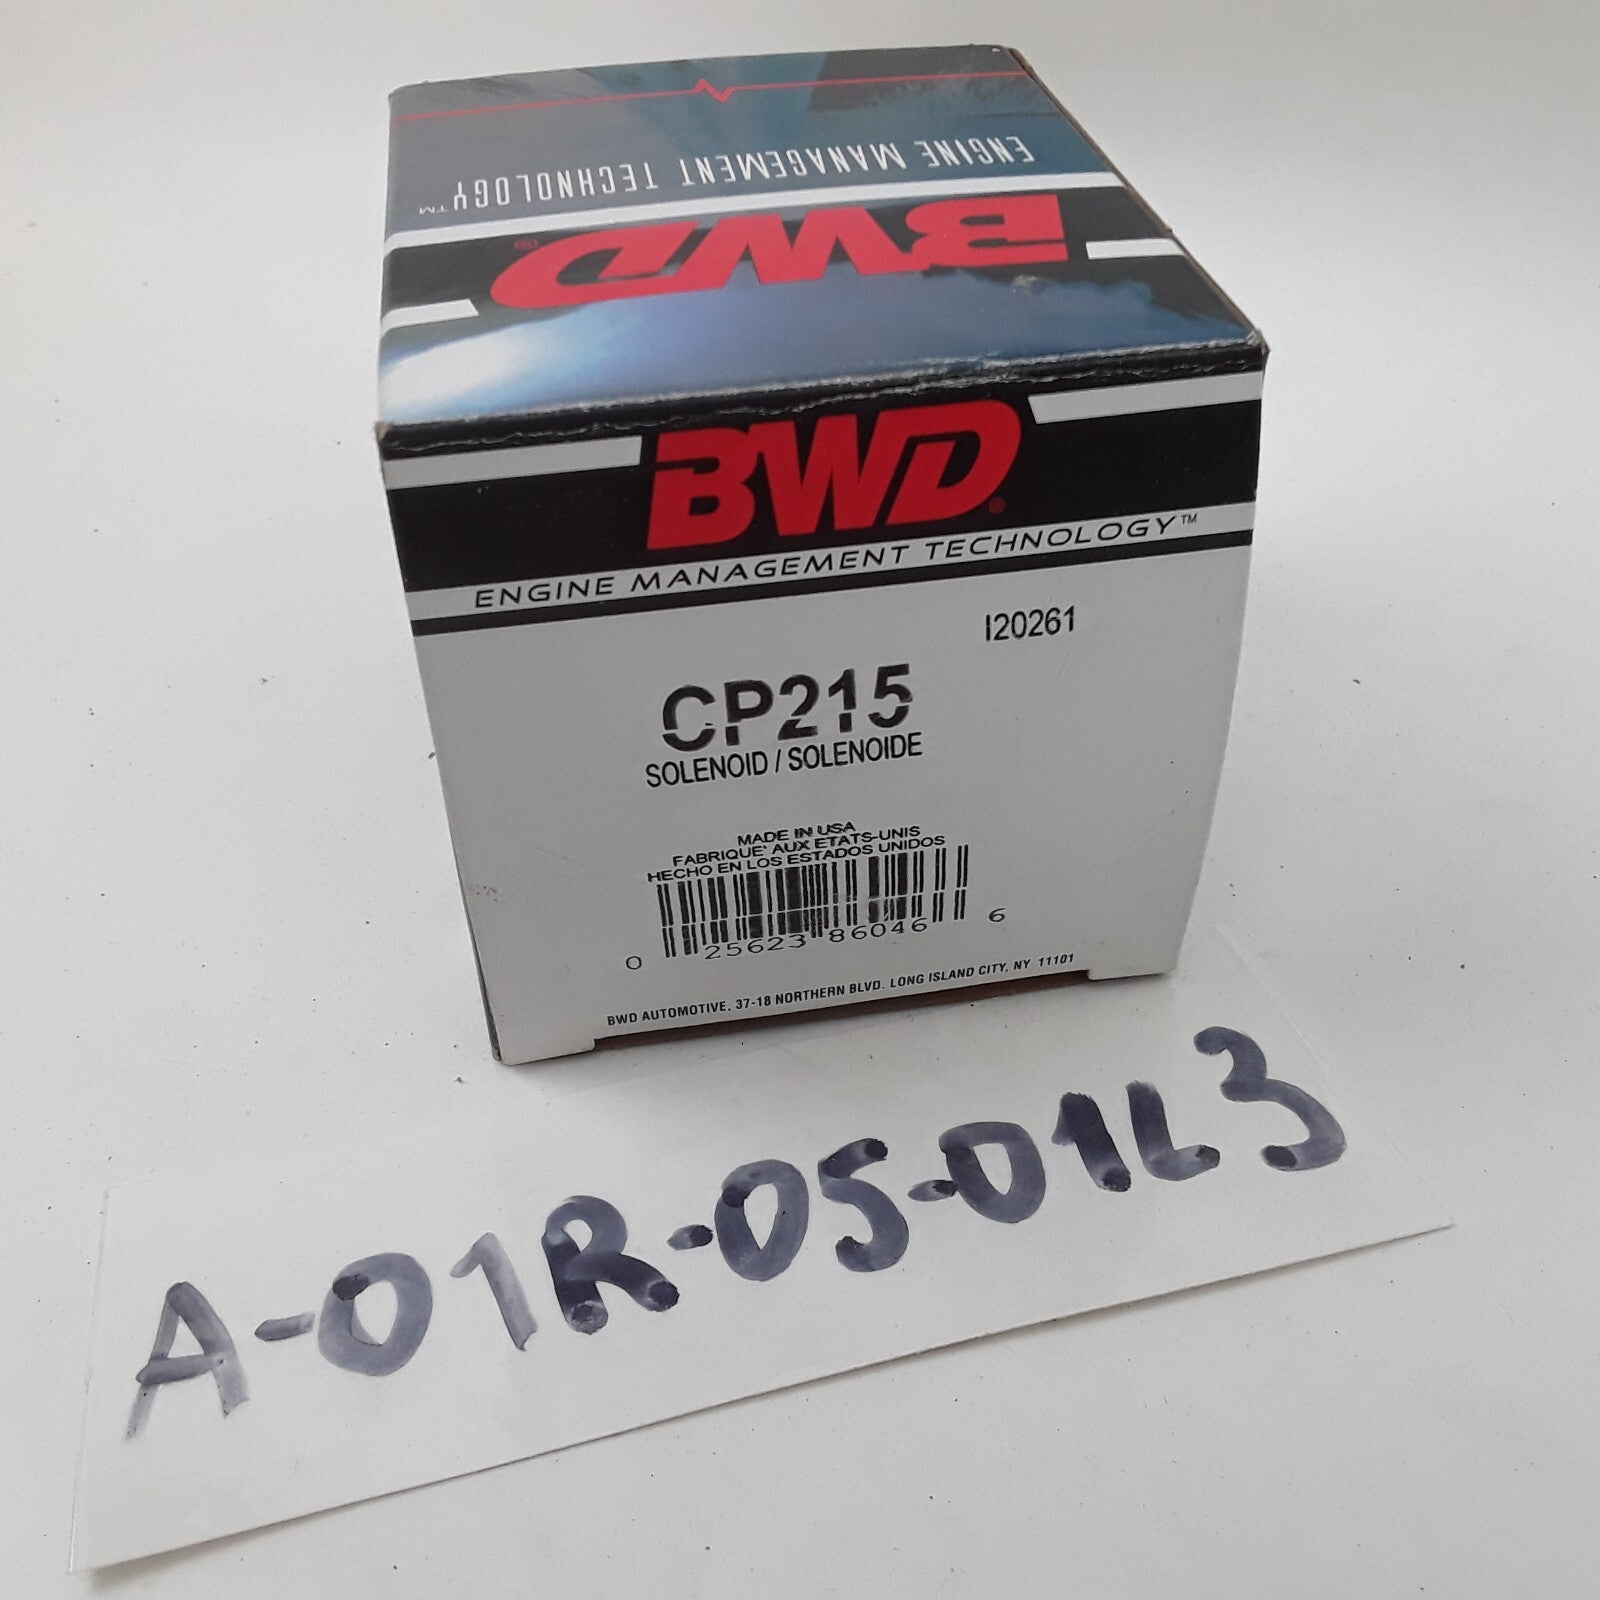 ENGINE MANAGEMENT TECHNOLOGY™
BWD®
BWD®
ENGINE MANAGEMENT TECHNOLOGY™
I20261
CP215
SOLENOID / SOLENOIDE
MADE IN USA
FABRIQUE' AUX ETATS-UNIS
HECHO EN LOS ESTADOS UNIDOS
0 25623 86046 6
BWD AUTOMOTIVE, 37-18 NORTHERN BLVD. LONG ISLAND CITY, NY 11101
A-01R-05-01L3